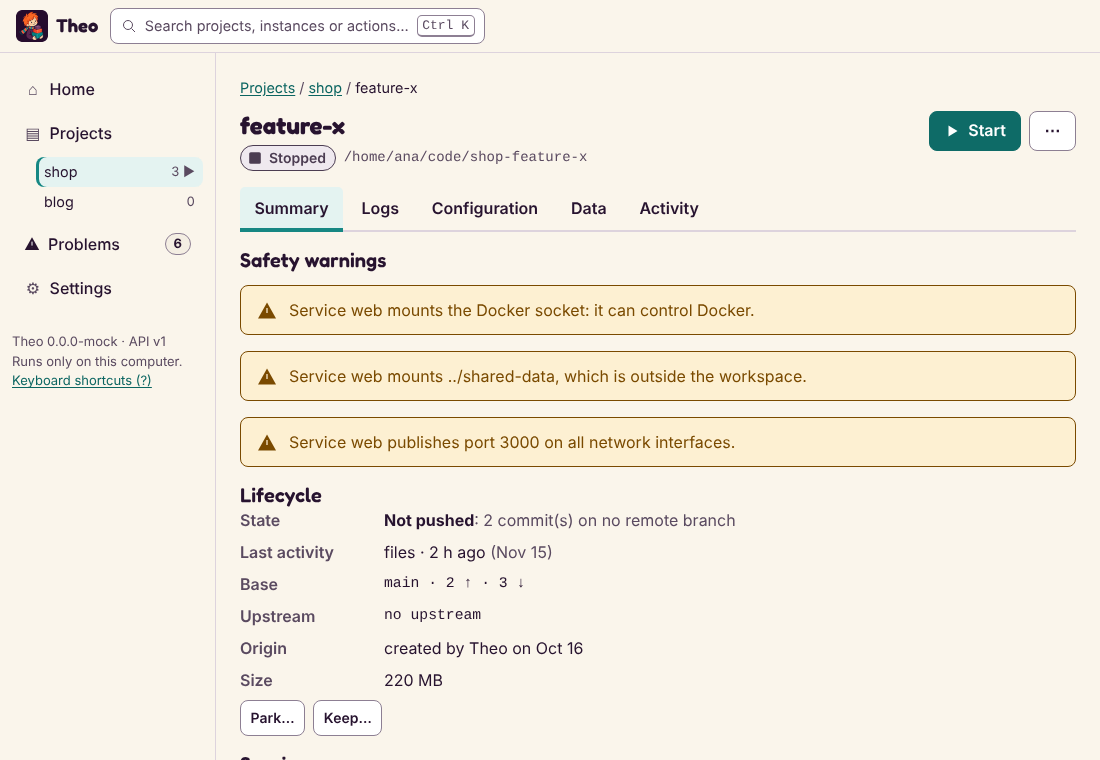 Theo
Search projects, instances or actions... Ctrl K
Home
Projects
shop 3
blog 0
Problems 6
Settings
Theo 0.0.0-mock · API v1
Runs only on this computer.
Keyboard shortcuts (?)
Projects / shop / feature-x
feature-x
Start
...
Stopped /home/ana/code/shop-feature-x
Summary Logs Configuration Data Activity
Safety warnings
Service web mounts the Docker socket: it can control Docker.
Service web mounts ../shared-data, which is outside the workspace.
Service web publishes port 3000 on all network interfaces.
Lifecycle
State Not pushed: 2 commit(s) on no remote branch
Last activity files · 2 h ago (Nov 15)
Base main · 2 ↑ · 3 ↓
Upstream no upstream
Origin created by Theo on Oct 16
Size 220 MB
Park... Keep...